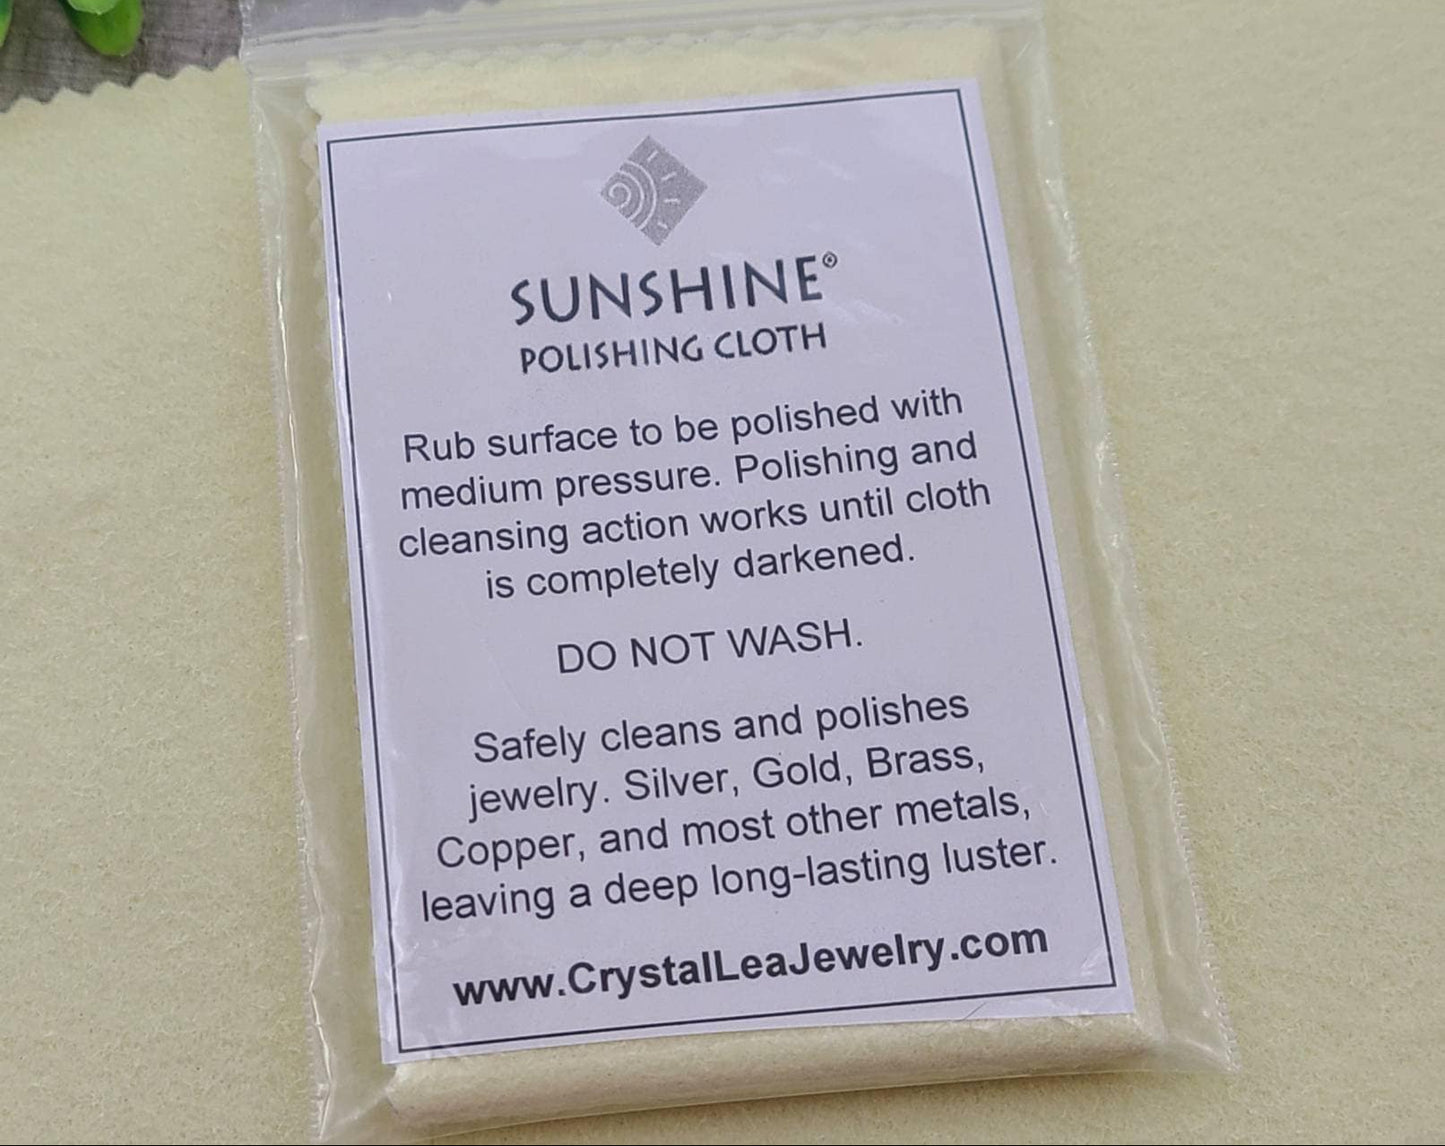 SUNSHINE®
POLISHING CLOTH
Rub surface to be polished with
medium pressure. Polishing and
cleansing action works until cloth
is completely darkened.
DO NOT WASH.
Safely cleans and polishes
jewelry. Silver, Gold, Brass,
Copper, and most other metals,
leaving a deep long-lasting luster.
www.CrystalLeaJewelry.com